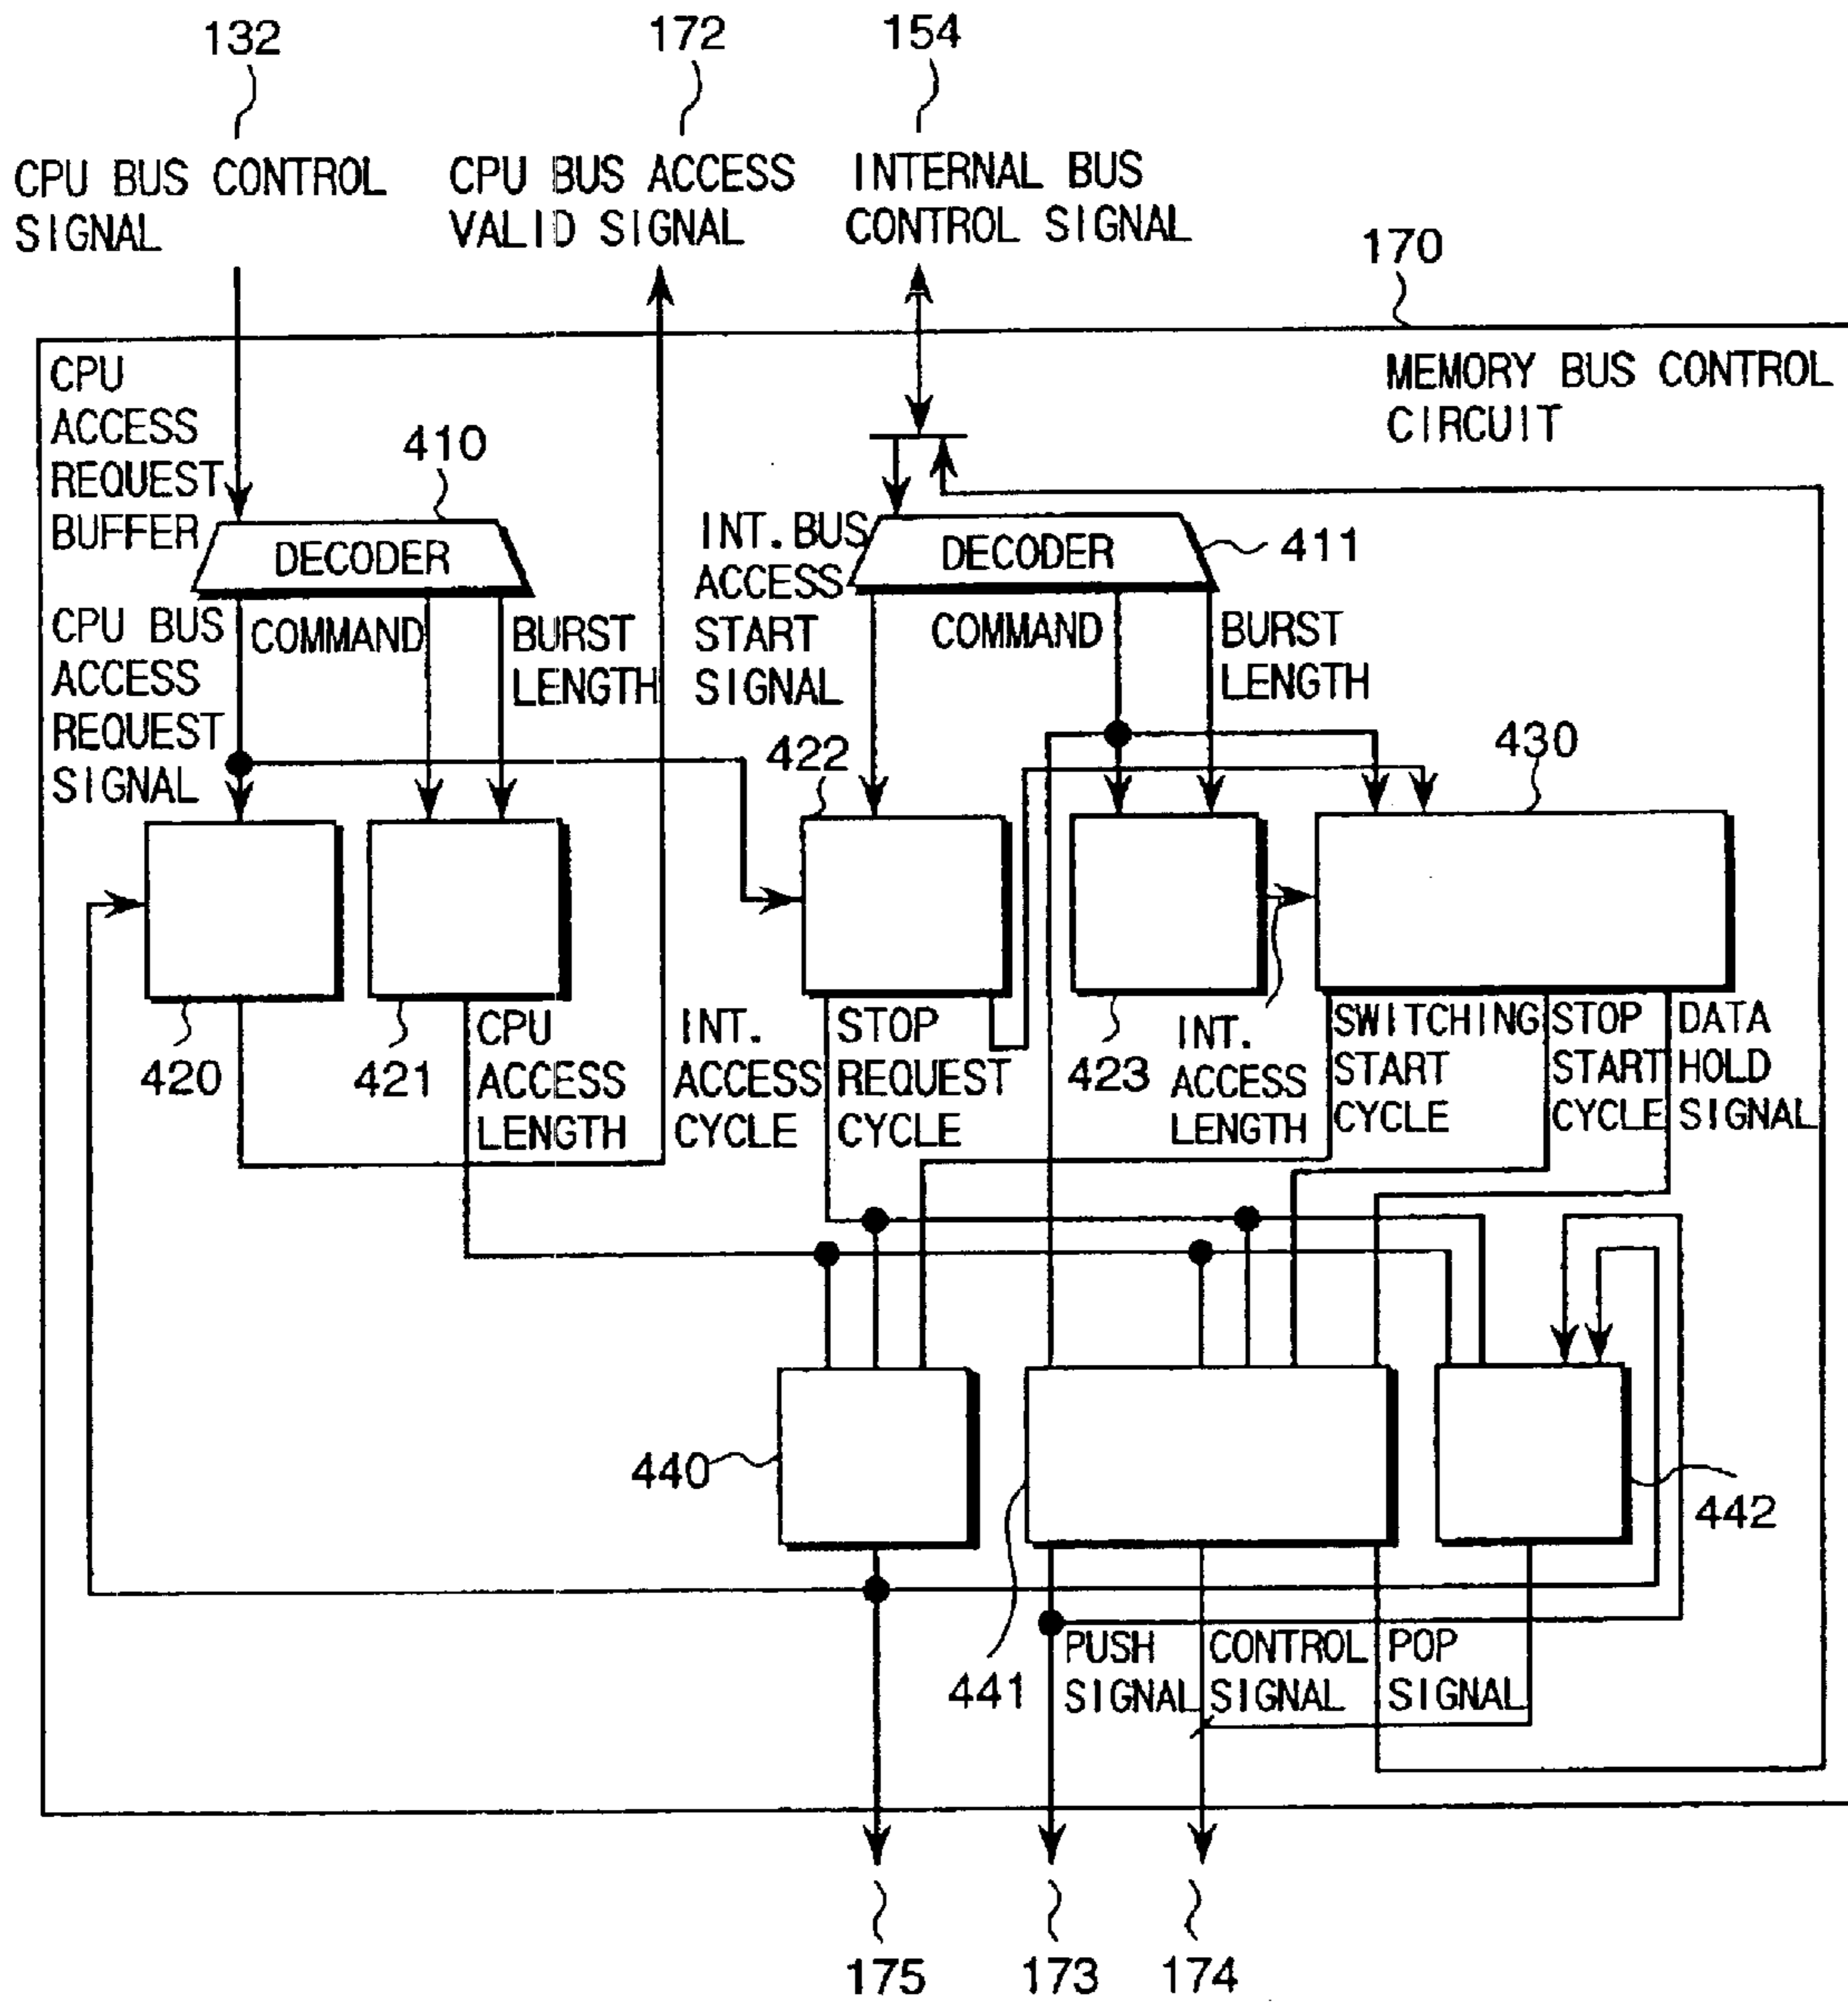 132
172
154
CPU BUS CONTROL
SIGNAL
CPU BUS ACCESS
VALID SIGNAL
INTERNAL BUS
CONTROL SIGNAL
170
MEMORY BUS CONTROL
CIRCUIT
CPU
ACCESS
REQUEST
BUFFER
410
DECODER
INT. BUS
ACCESS
START
SIGNAL
DECODER
411
CPU BUS
ACCESS
REQUEST
SIGNAL
COMMAND
BURST
LENGTH
COMMAND
BURST
LENGTH
422
430
420
421
CPU
ACCESS
LENGTH
INT.
ACCESS
CYCLE
STOP
REQUEST
CYCLE
423
INT.
ACCESS
LENGTH
SWITCHING
START
CYCLE
STOP
START
CYCLE
DATA
HOLD
SIGNAL
440
441
442
PUSH
SIGNAL
CONTROL
SIGNAL
POP
SIGNAL
175
173
174